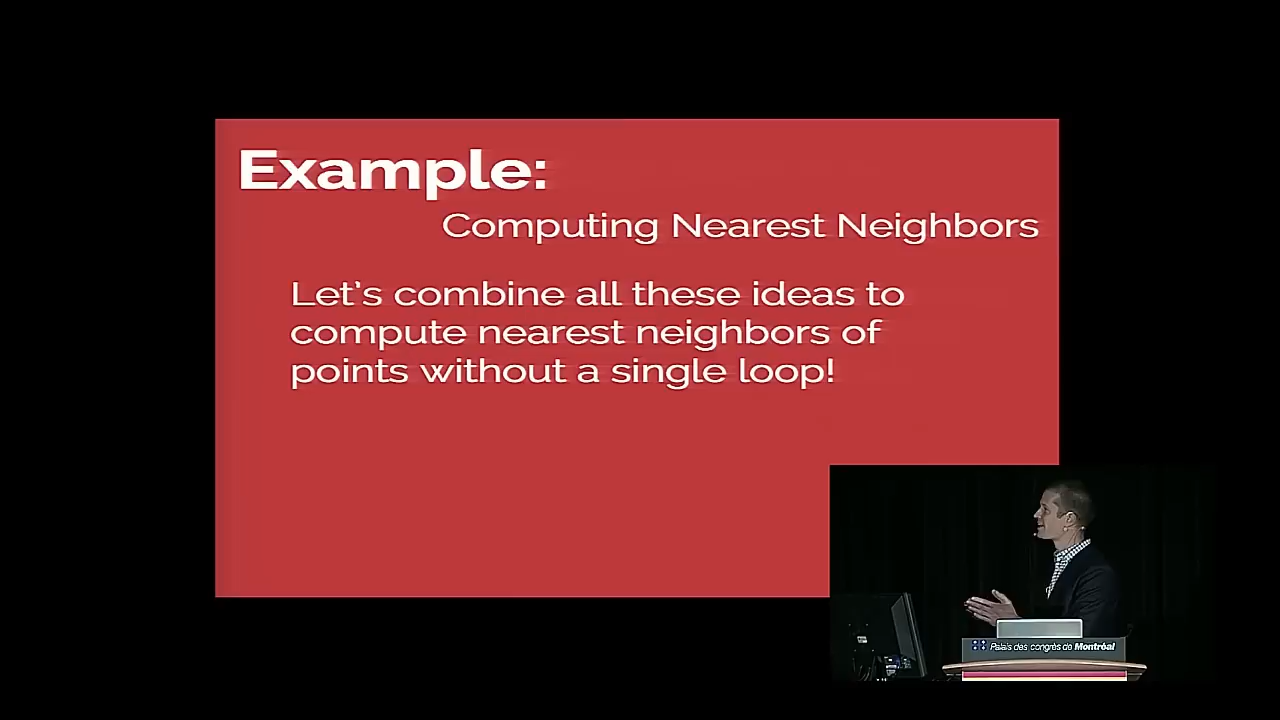 Example:
Computing Nearest Neighbors
Let's combine all these ideas to
compute nearest neighbors of
points without a single loop!
Palais des congrès de Montréal